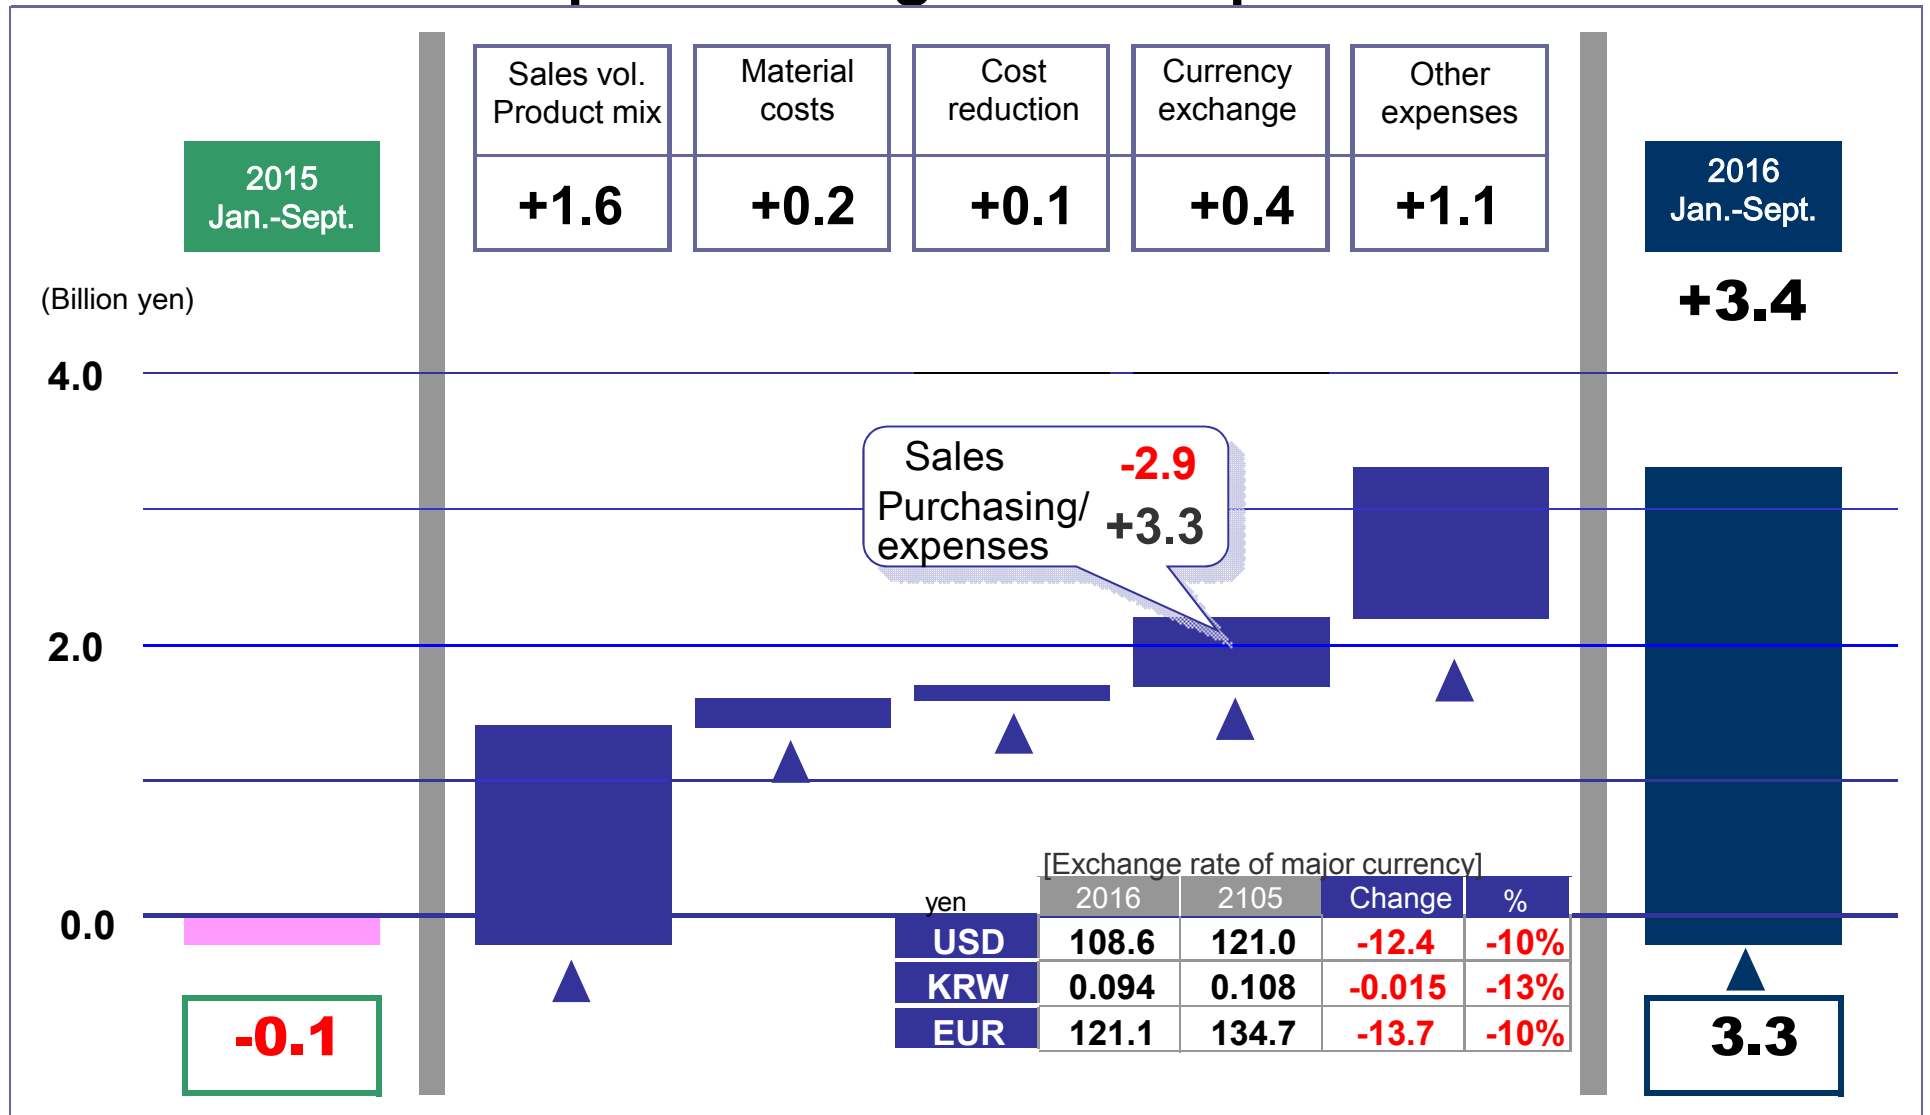 2015
Jan.-Sept.
Sales vol.
Product mix
+1.6
Material
costs
+0.2
Cost
reduction
+0.1
Currency
exchange
+0.4
Other
expenses
+1.1
2016
Jan.-Sept.
+3.4
(Billion yen)
4.0
2.0
0.0
Sales -2.9
Purchasing/
expenses +3.3
[Exchange rate of major currency]
yen 2016 2105 Change %
USD 108.6 121.0 -12.4 -10%
KRW 0.094 0.108 -0.015 -13%
EUR 121.1 134.7 -13.7 -10%
-0.1
3.3